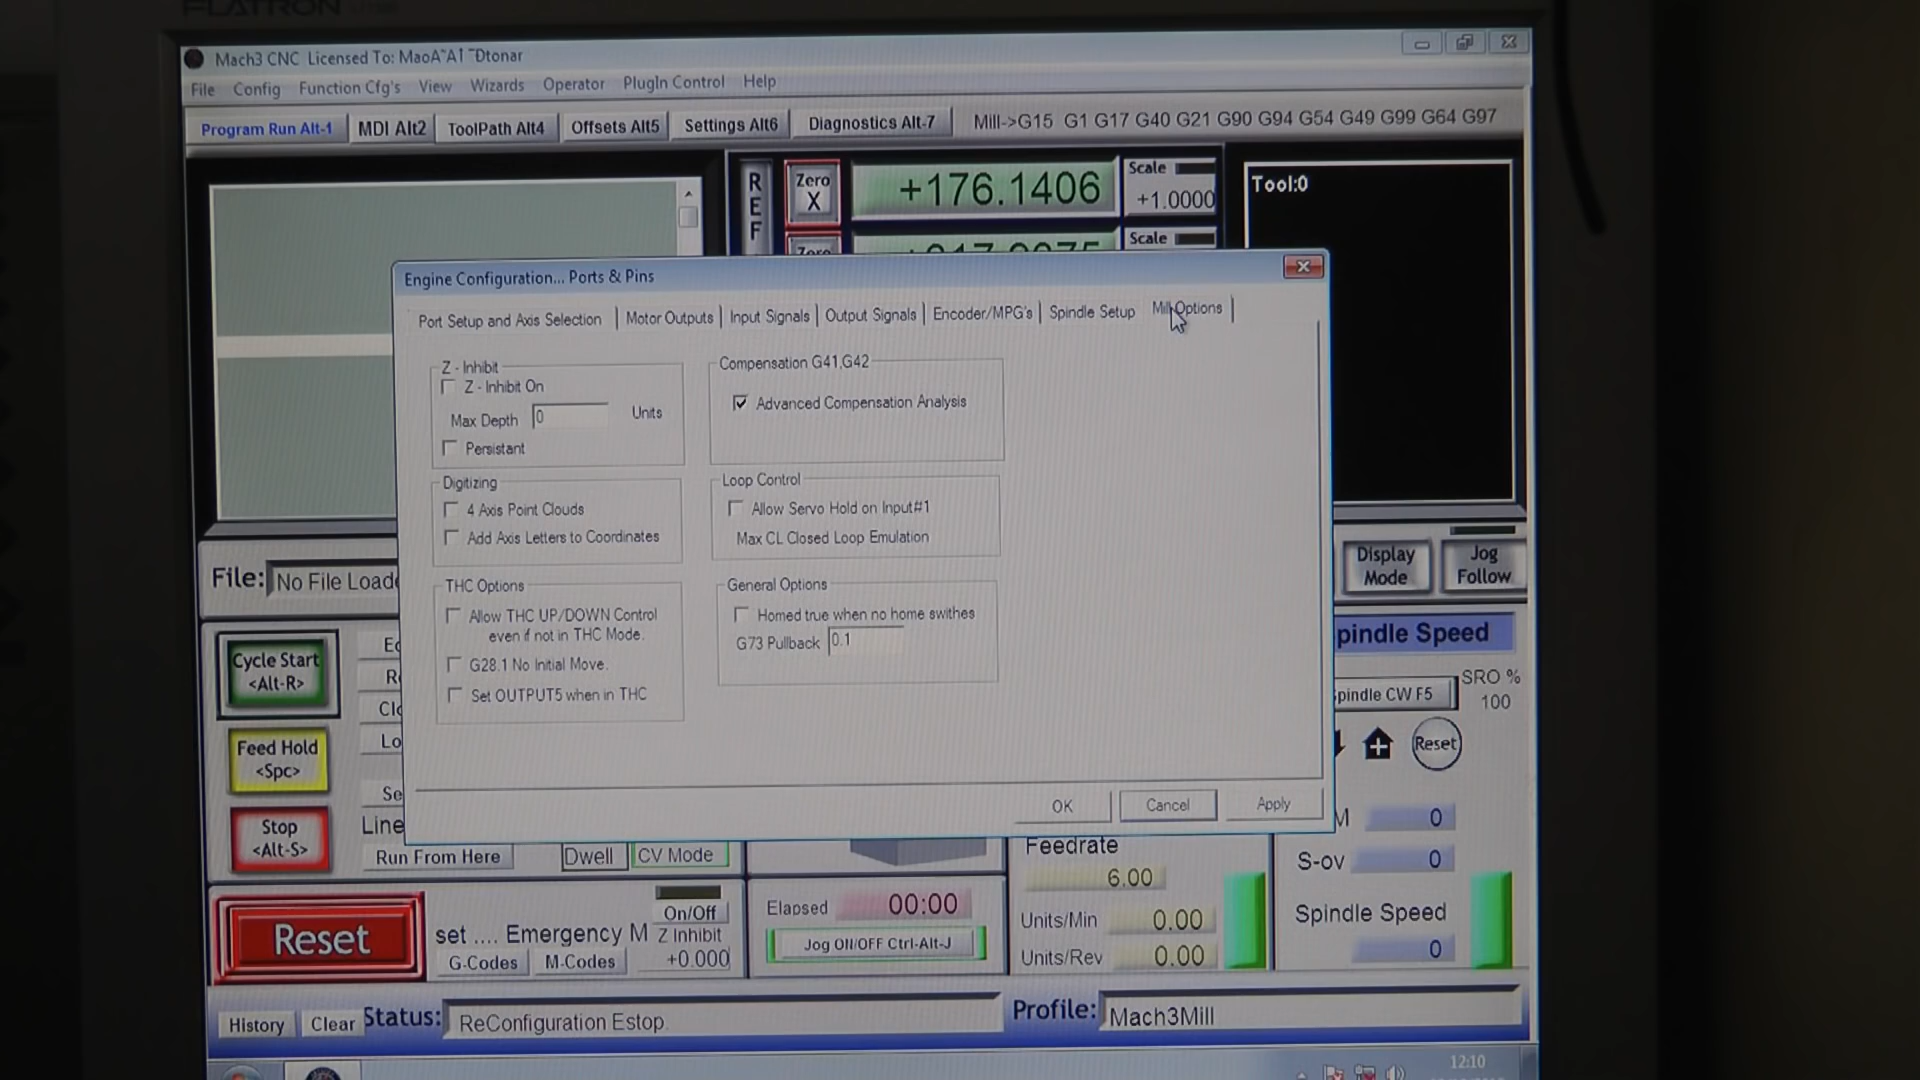 FLATRON
Mach3 CNC Licensed To: MaoA~A1 ~Dtonar
File Config Function Cfg's View Wizards Operator PlugIn Control Help
Program Run Alt-1 MDI Alt2 ToolPath Alt4 Offsets Alt5 Settings Alt6 Diagnostics Alt-7 Mill->G15 G1 G17 G40 G21 G90 G94 G54 G49 G99 G64 G97
REF
Zero X
+176.1406
Scale
+1.0000
Tool:0
Zero
Scale
Engine Configuration... Ports & Pins
Port Setup and Axis Selection Motor Outputs Input Signals Output Signals Encoder/MPG's Spindle Setup Mill Options
Z - Inhibit
Z - Inhibit On
Max Depth 0 Units
Persistant
Compensation G41,G42
Advanced Compensation Analysis
Digitizing
4 Axis Point Clouds
Add Axis Letters to Coordinates
Loop Control
Allow Servo Hold on Input#1
Max CL Closed Loop Emulation
THC Options
Allow THC UP/DOWN Control
even if not in THC Mode.
G28.1 No Initial Move.
Set OUTPUT5 when in THC
General Options
Homed true when no home swithes
G73 Pullback 0.1
OK Cancel Apply
File: No File Loade
Display Mode
Jog Follow
Cycle Start
<Alt-R>
Feed Hold
<Spc>
Stop
<Alt-S>
Ed
R
Clo
Lo
Se
Line
Run From Here
Dwell
CV Mode
pindle Speed
pindle CW F5
SRO %
100
Reset
M 0
S-ov 0
Spindle Speed
0
Feedrate
6.00
Units/Min 0.00
Units/Rev 0.00
Reset
set .... Emergency M
On/Off
Z Inhibit
+0.000
G-Codes M-Codes
Elapsed 00:00
Jog ON/OFF Ctrl-Alt-J
History Clear Status: ReConfiguration Estop.
Profile: Mach3Mill
12:10